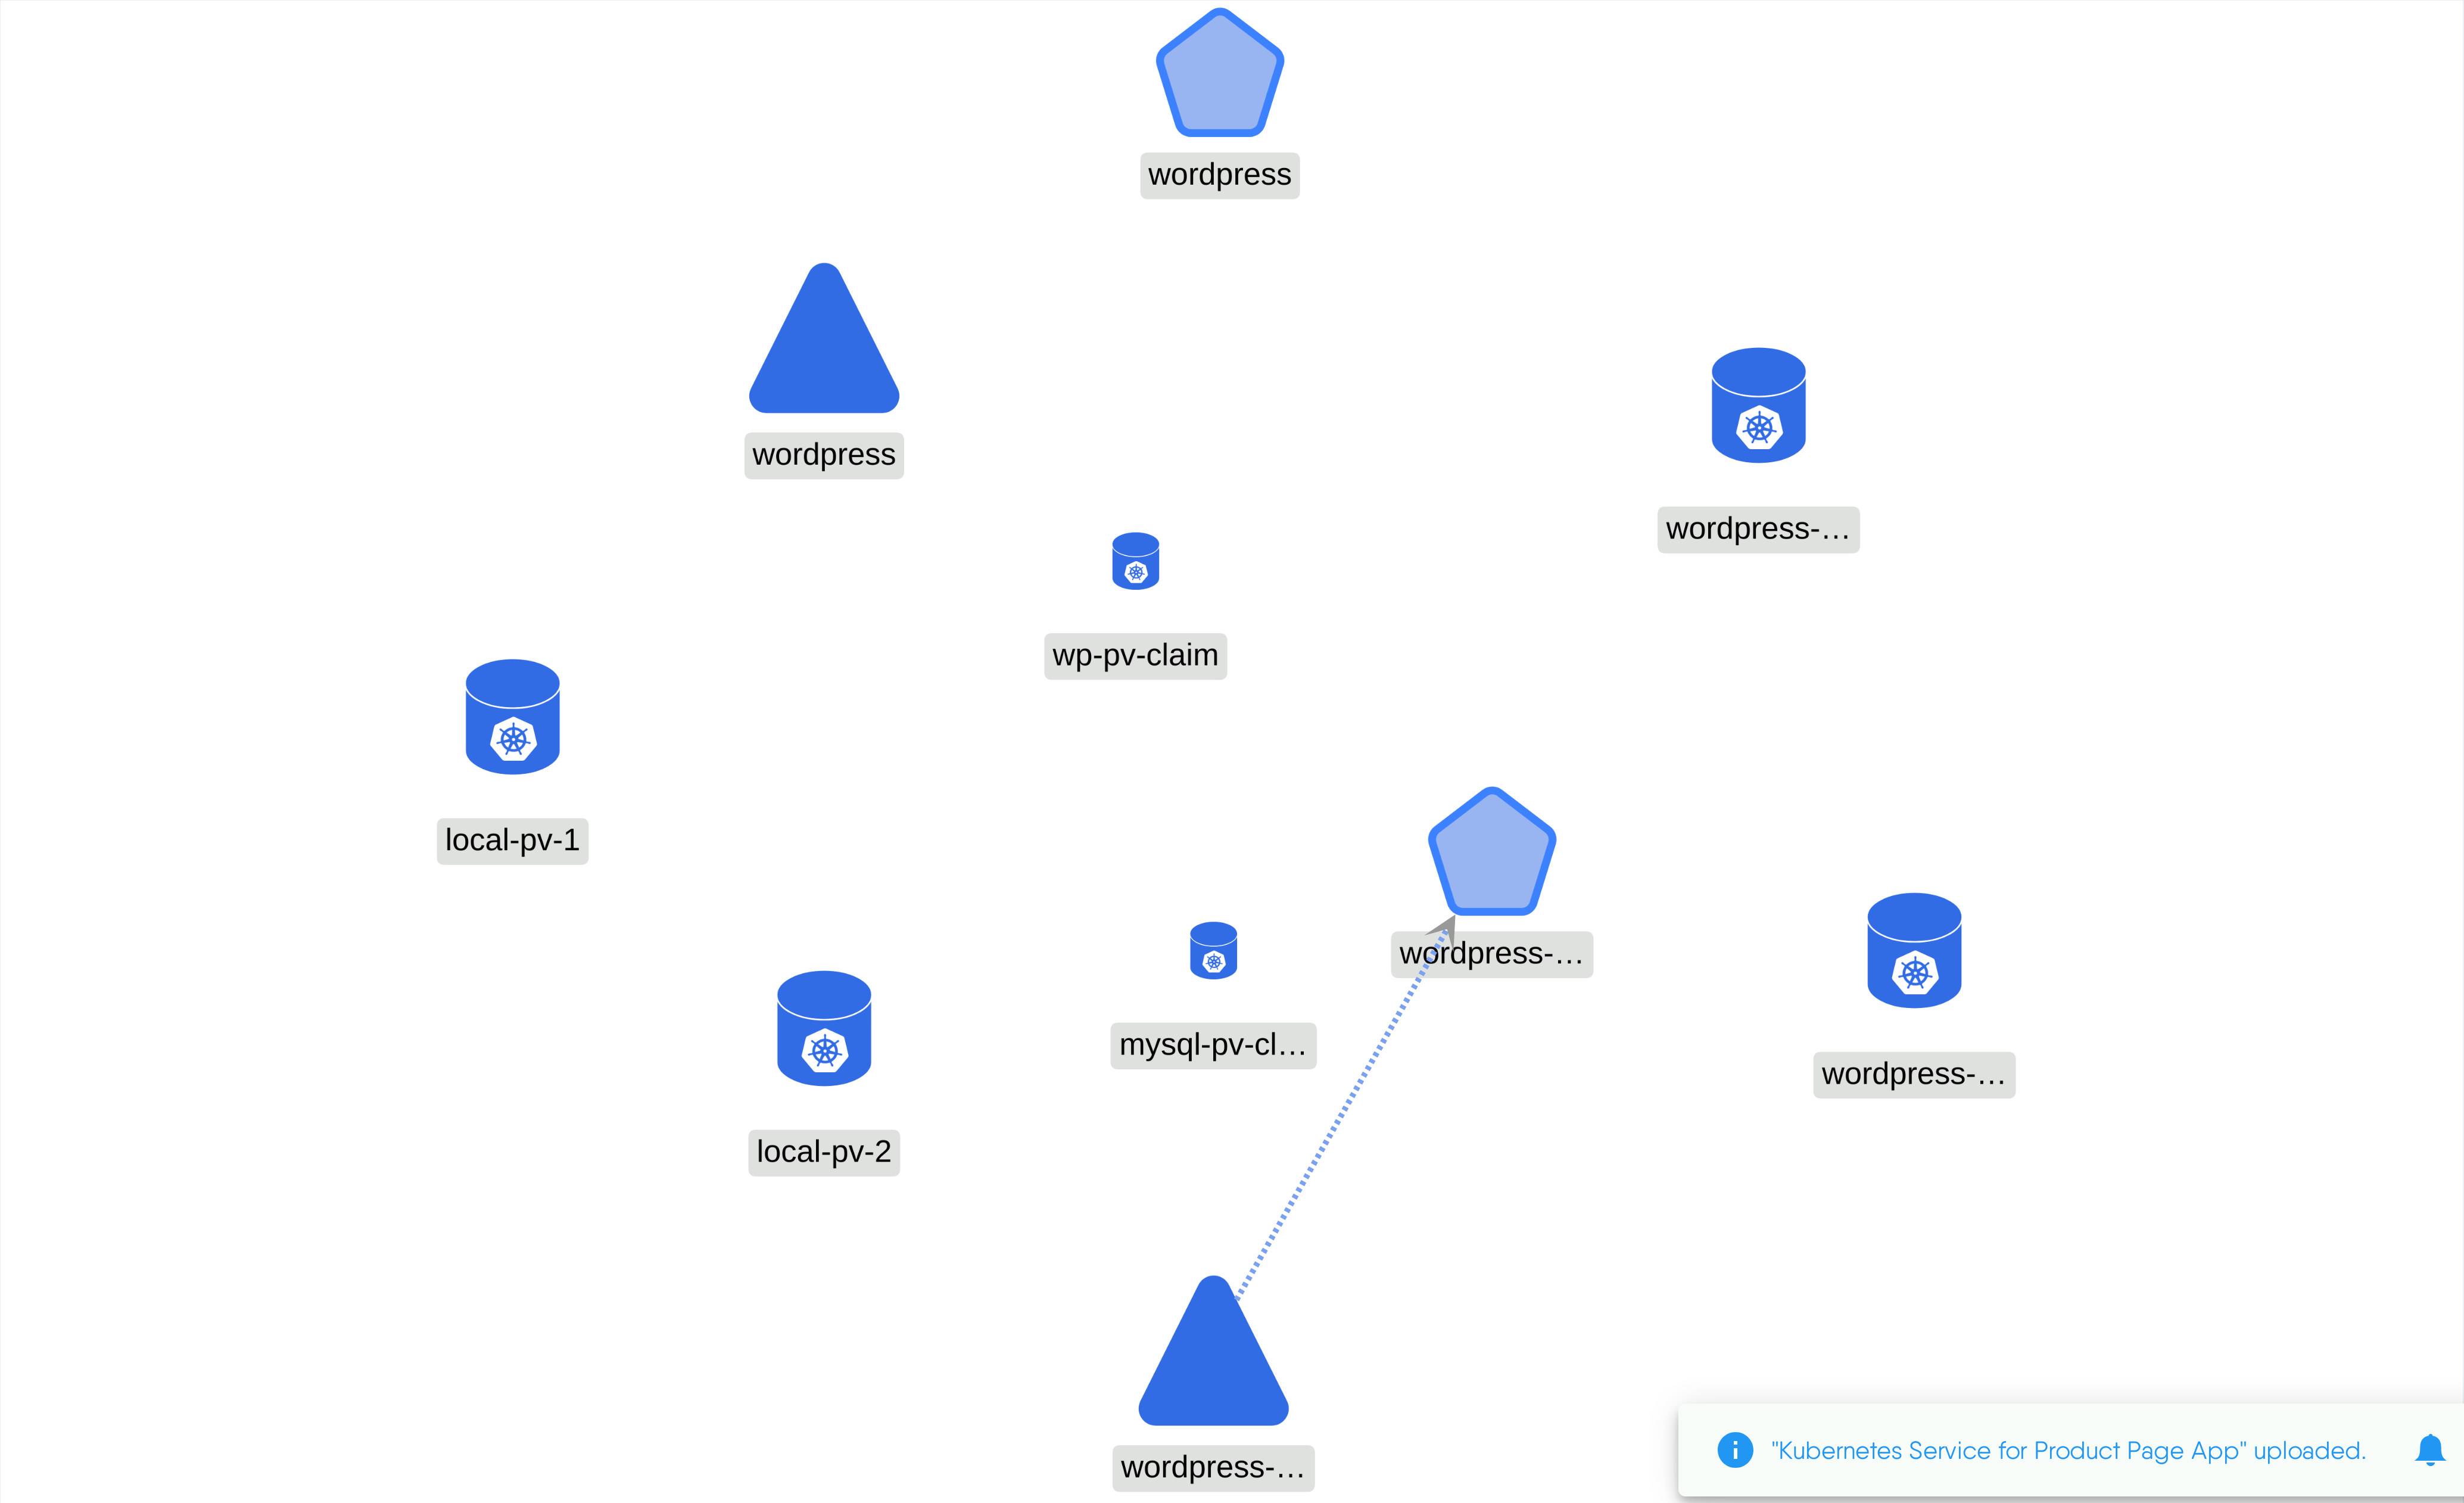 wordpress
wordpress
wordpress-...
wp-pv-claim
local-pv-1
wordpress-...
mysql-pv-cl...
wordpress-...
local-pv-2
wordpress-...
"Kubernetes Service for Product Page App" uploaded.